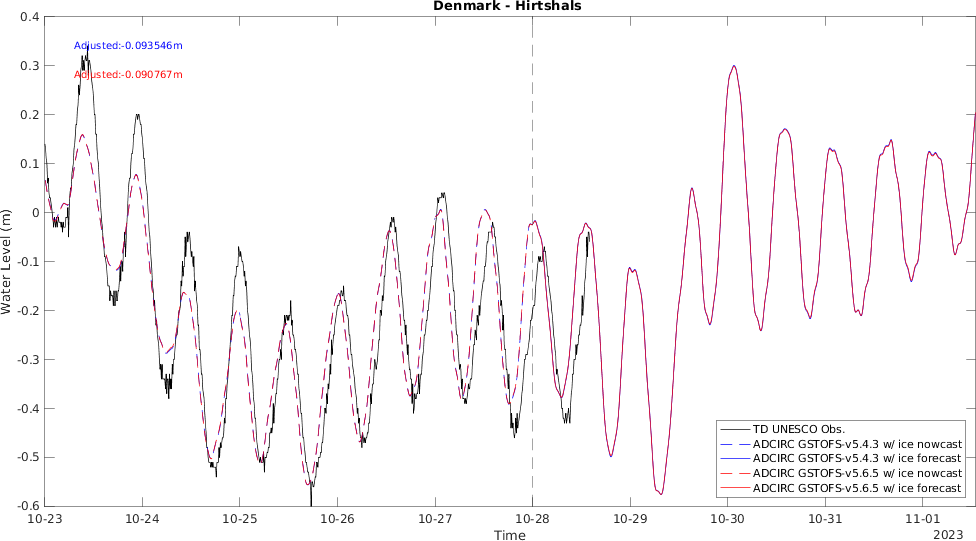 Denmark - Hirtshals
0.4
0.3
0.2
0.1
0
-0.1
-0.2
-0.3
-0.4
-0.5
-0.6
Water Level (m)
Adjusted:-0.093546m
Adjusted:-0.090767m
TD UNESCO Obs.
ADCIRC GSTOFS-v5.4.3 w/ ice nowcast
ADCIRC GSTOFS-v5.4.3 w/ ice forecast
ADCIRC GSTOFS-v5.6.5 w/ ice nowcast
ADCIRC GSTOFS-v5.6.5 w/ ice forecast
10-23 10-24 10-25 10-26 10-27 10-28 10-29 10-30 10-31 11-01
Time
2023